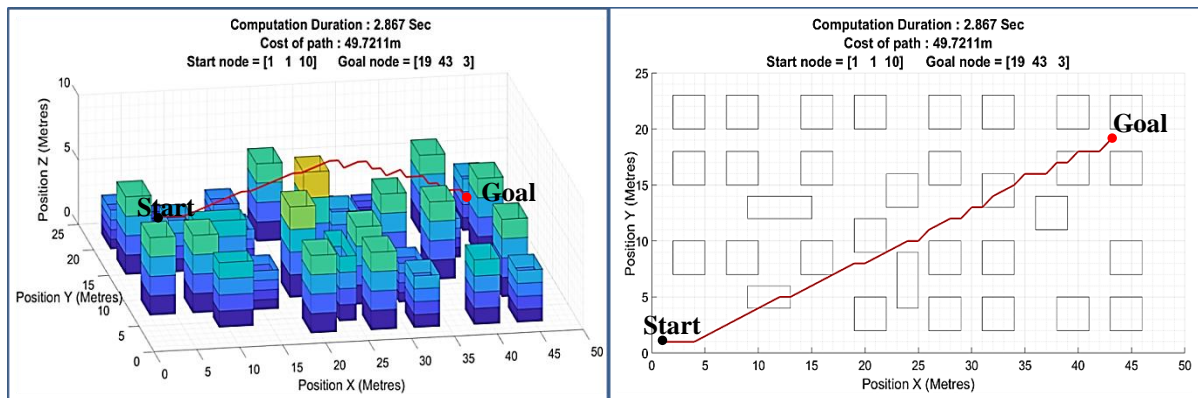 Computation Duration : 2.867 Sec
Cost of path : 49.7211m
Start node = [1 1 10] Goal node = [19 43 3]
10
5
0
Position Z (Metres)
Start
Goal
25
20
15
10
5
0
Position Y (Metres)
0 5 10 15 20 25 30 35 40 45 50
Position X (Metres)
Computation Duration : 2.867 Sec
Cost of path : 49.7211m
Start node = [1 1 10] Goal node = [19 43 3]
25
20
15
10
5
0
Position Y (Metres)
Goal
Start
0 5 10 15 20 25 30 35 40 45 50
Position X (Metres)